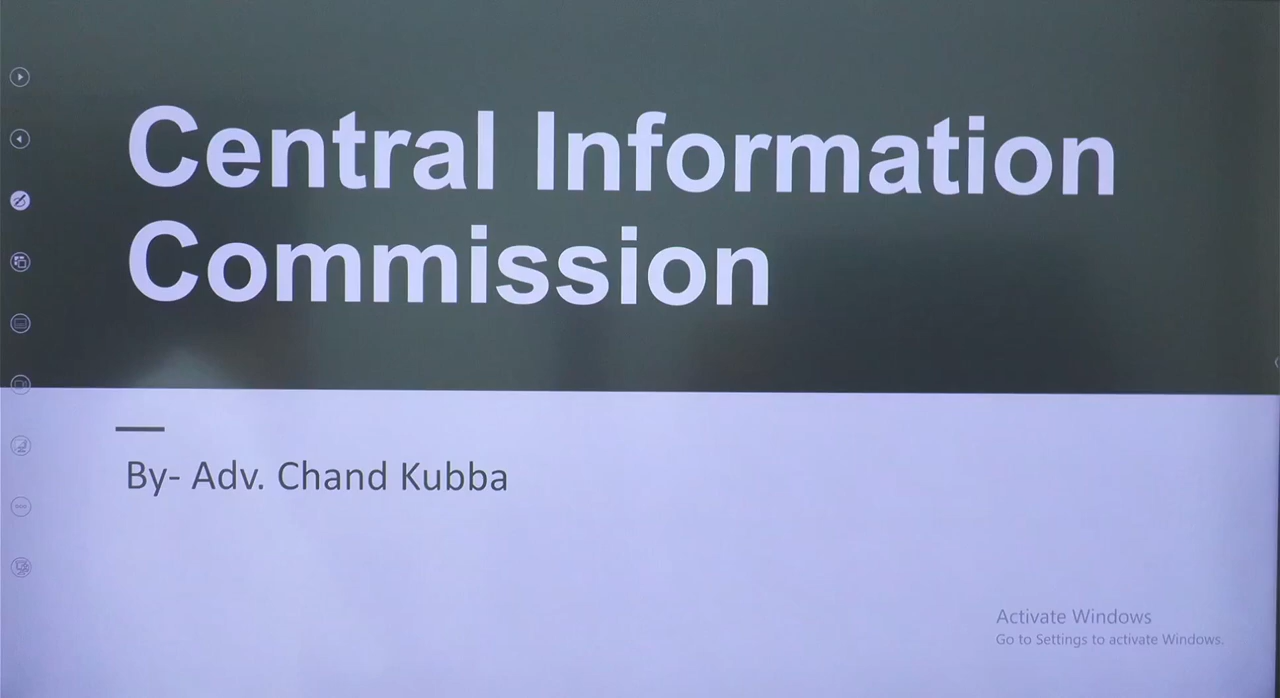 Central Information
Commission
By- Adv. Chand Kubba
Activate Windows
Go to Settings to activate Windows.